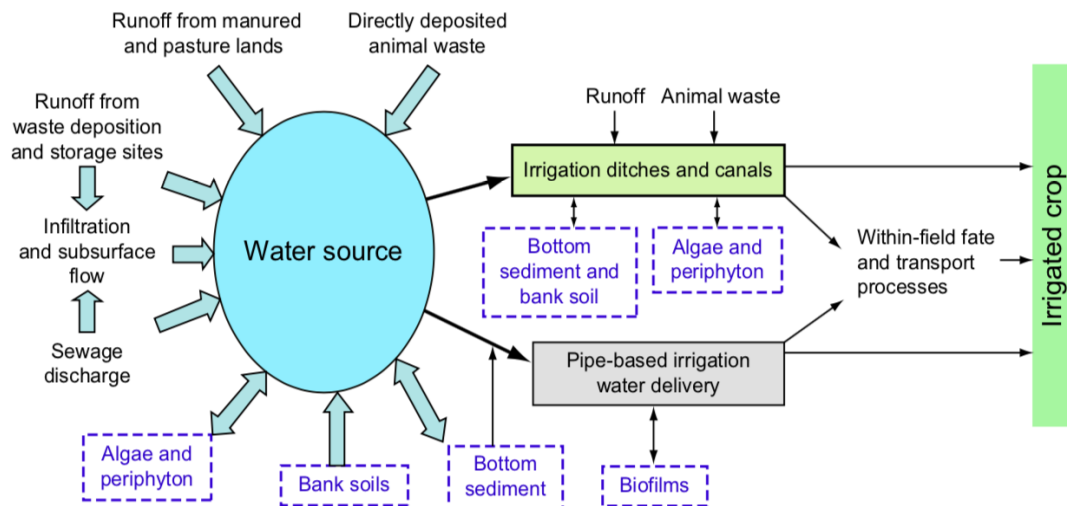 Runoff from manured
and pasture lands
Directly deposited
animal waste
Runoff from
waste deposition
and storage sites
Infiltration
and subsurface
flow
Sewage
discharge
Water source
Algae and
periphyton
Bank soils
Bottom
sediment
Runoff
Animal waste
Irrigation ditches and canals
Bottom
sediment and
bank soil
Algae and
periphyton
Pipe-based irrigation
water delivery
Biofilms
Within-field fate
and transport
processes
Irrigated crop